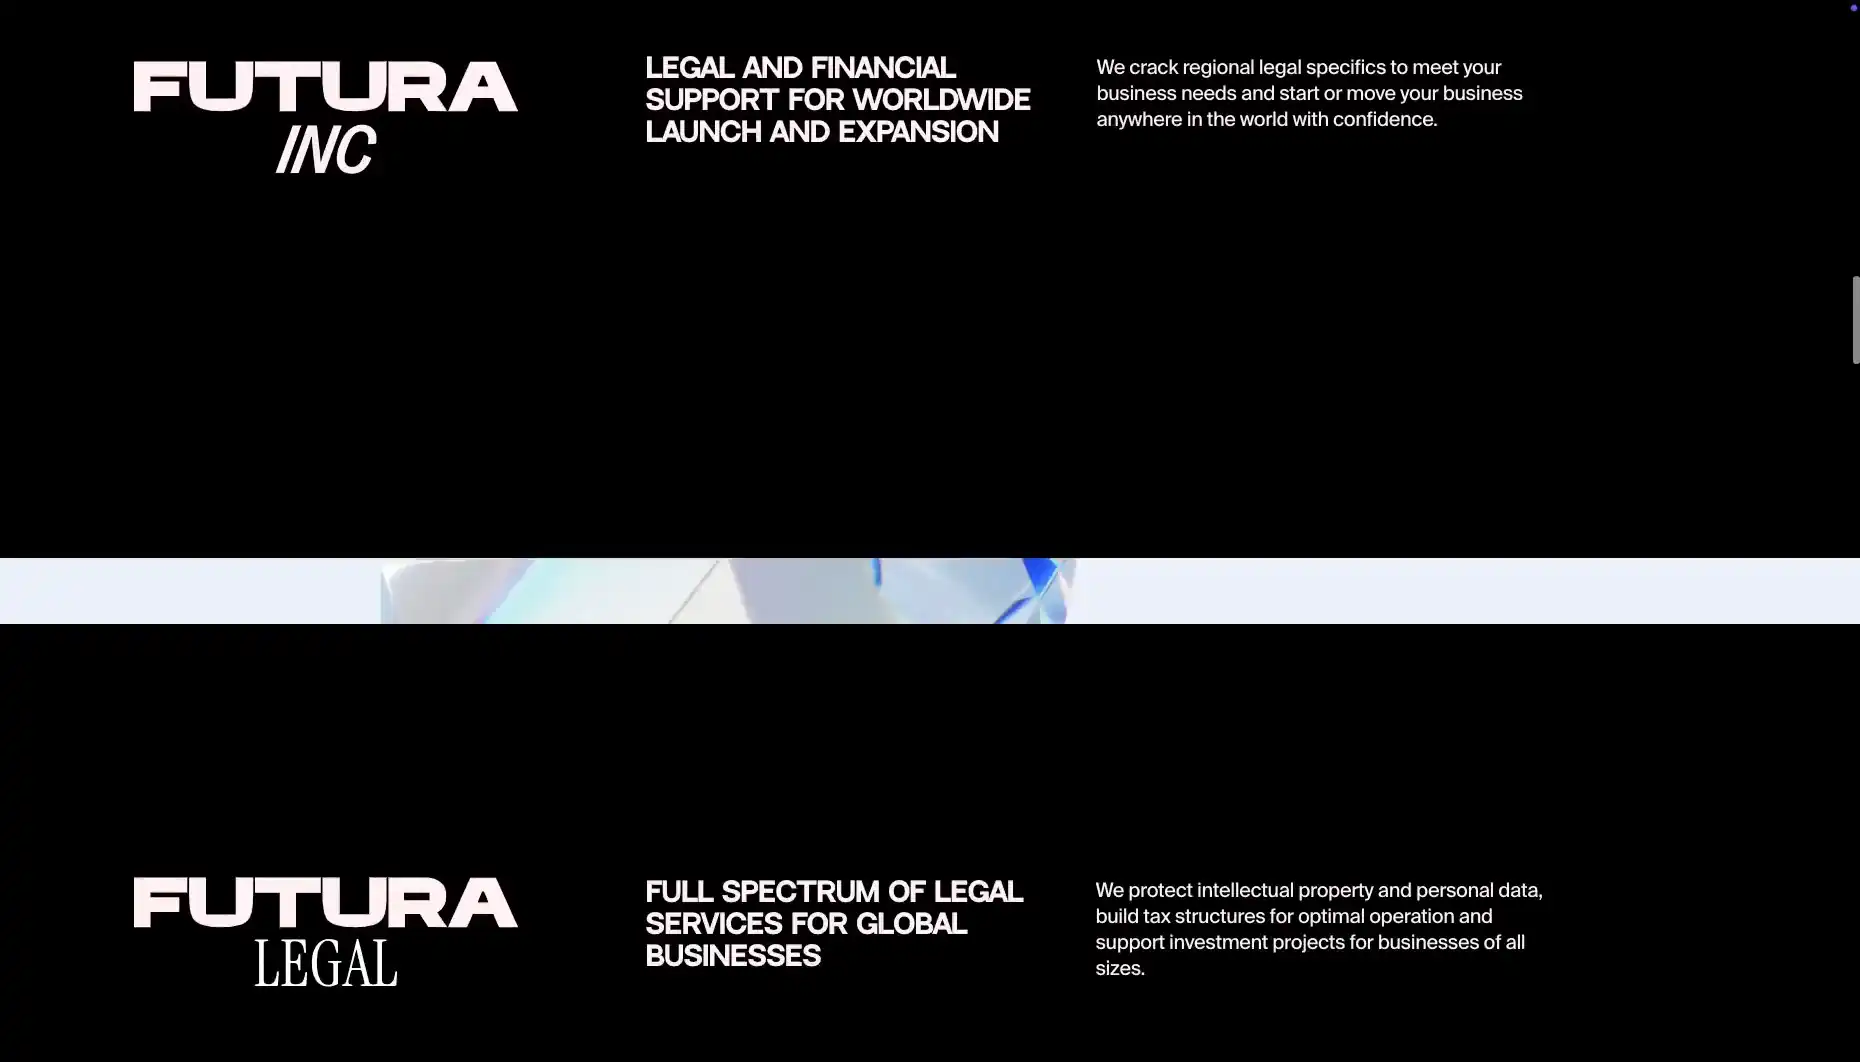 FUTURA
INC
LEGAL AND FINANCIAL
SUPPORT FOR WORLDWIDE
LAUNCH AND EXPANSION
We crack regional legal specifics to meet your
business needs and start or move your business
anywhere in the world with confidence.
FUTURA
LEGAL
FULL SPECTRUM OF LEGAL
SERVICES FOR GLOBAL
BUSINESSES
We protect intellectual property and personal data,
build tax structures for optimal operation and
support investment projects for businesses of all
sizes.